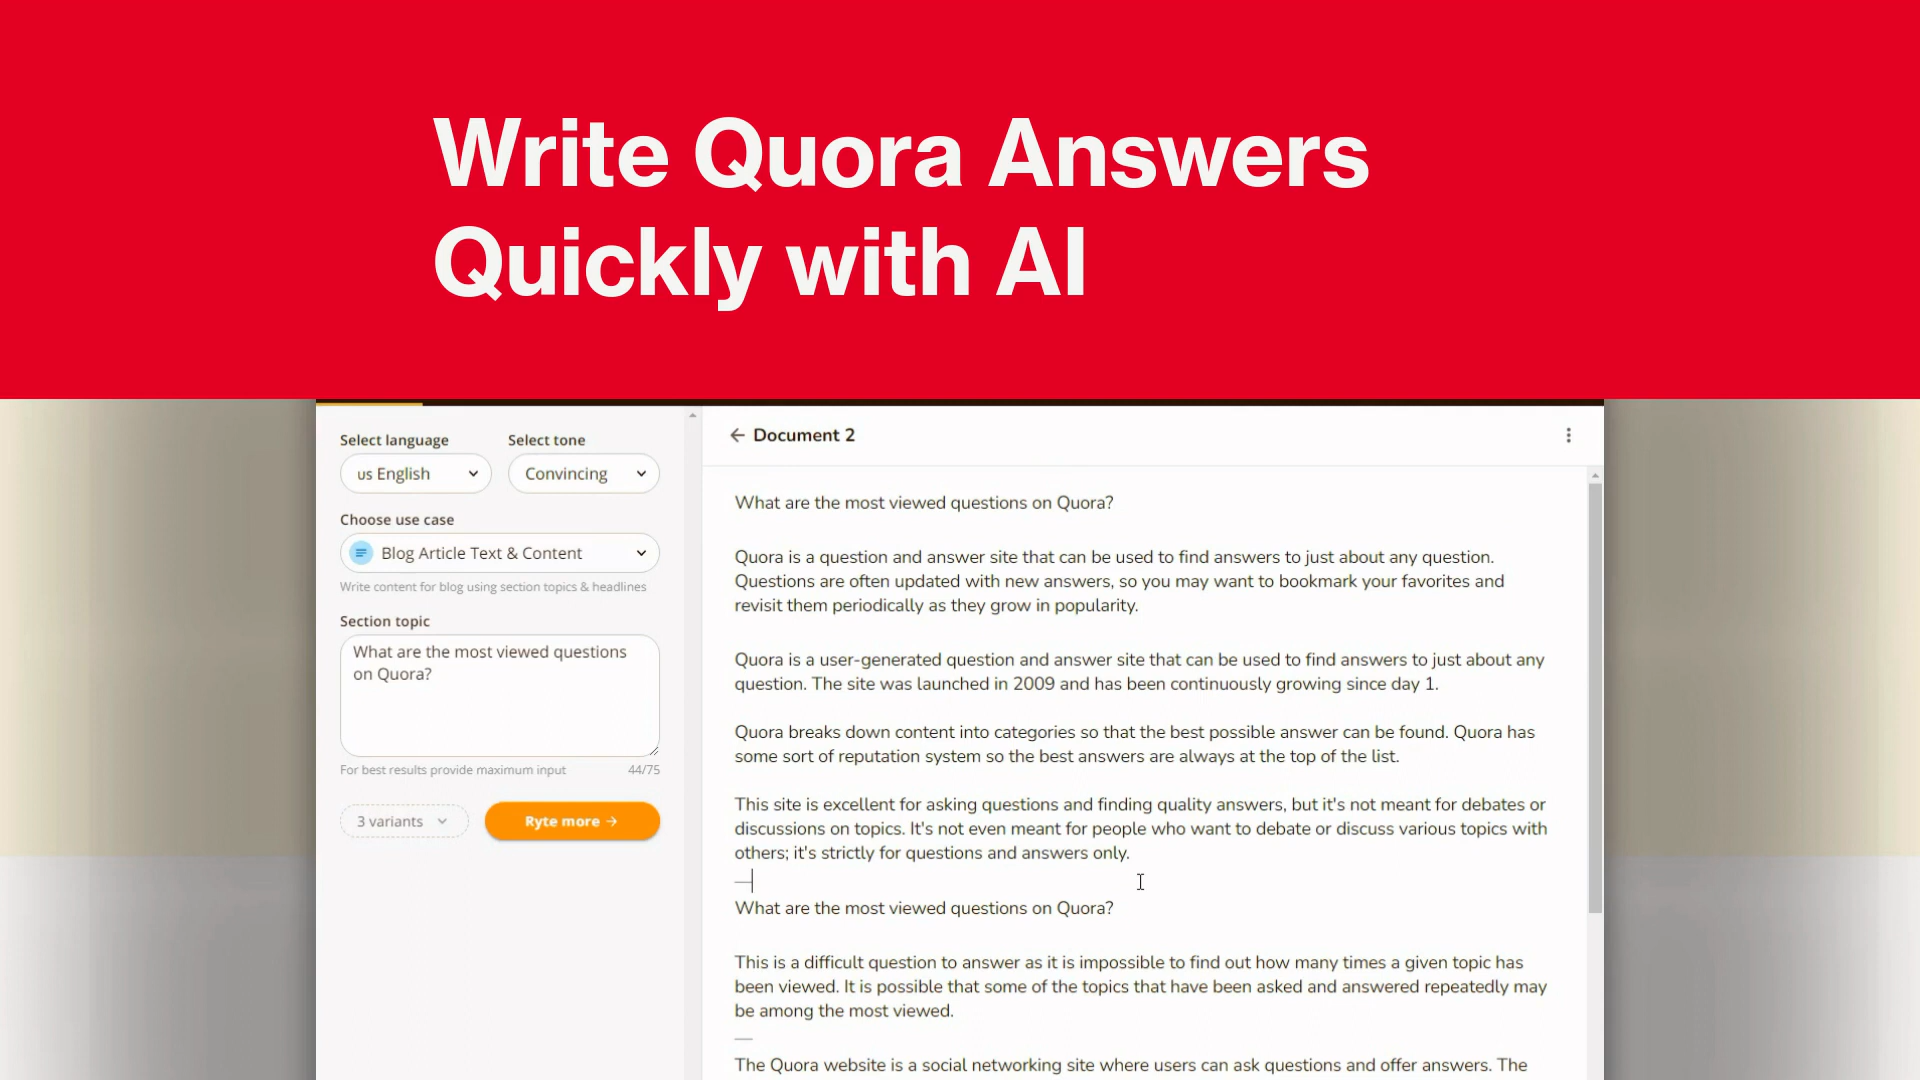 Write Quora Answers
Quickly with AI
Select language
Select tone
us English
Convincing
Choose use case
Blog Article Text & Content
Write content for blog using section topics & headlines
Section topic
What are the most viewed questions
on Quora?
For best results provide maximum input
44/75
3 variants
Ryte more →
← Document 2
What are the most viewed questions on Quora?
Quora is a question and answer site that can be used to find answers to just about any question.
Questions are often updated with new answers, so you may want to bookmark your favorites and
revisit them periodically as they grow in popularity.
Quora is a user-generated question and answer site that can be used to find answers to just about any
question. The site was launched in 2009 and has been continuously growing since day 1.
Quora breaks down content into categories so that the best possible answer can be found. Quora has
some sort of reputation system so the best answers are always at the top of the list.
This site is excellent for asking questions and finding quality answers, but it's not meant for debates or
discussions on topics. It's not even meant for people who want to debate or discuss various topics with
others; it's strictly for questions and answers only.
—
What are the most viewed questions on Quora?
This is a difficult question to answer as it is impossible to find out how many times a given topic has
been viewed. It is possible that some of the topics that have been asked and answered repeatedly may
be among the most viewed.
—
The Quora website is a social networking site where users can ask questions and offer answers. The